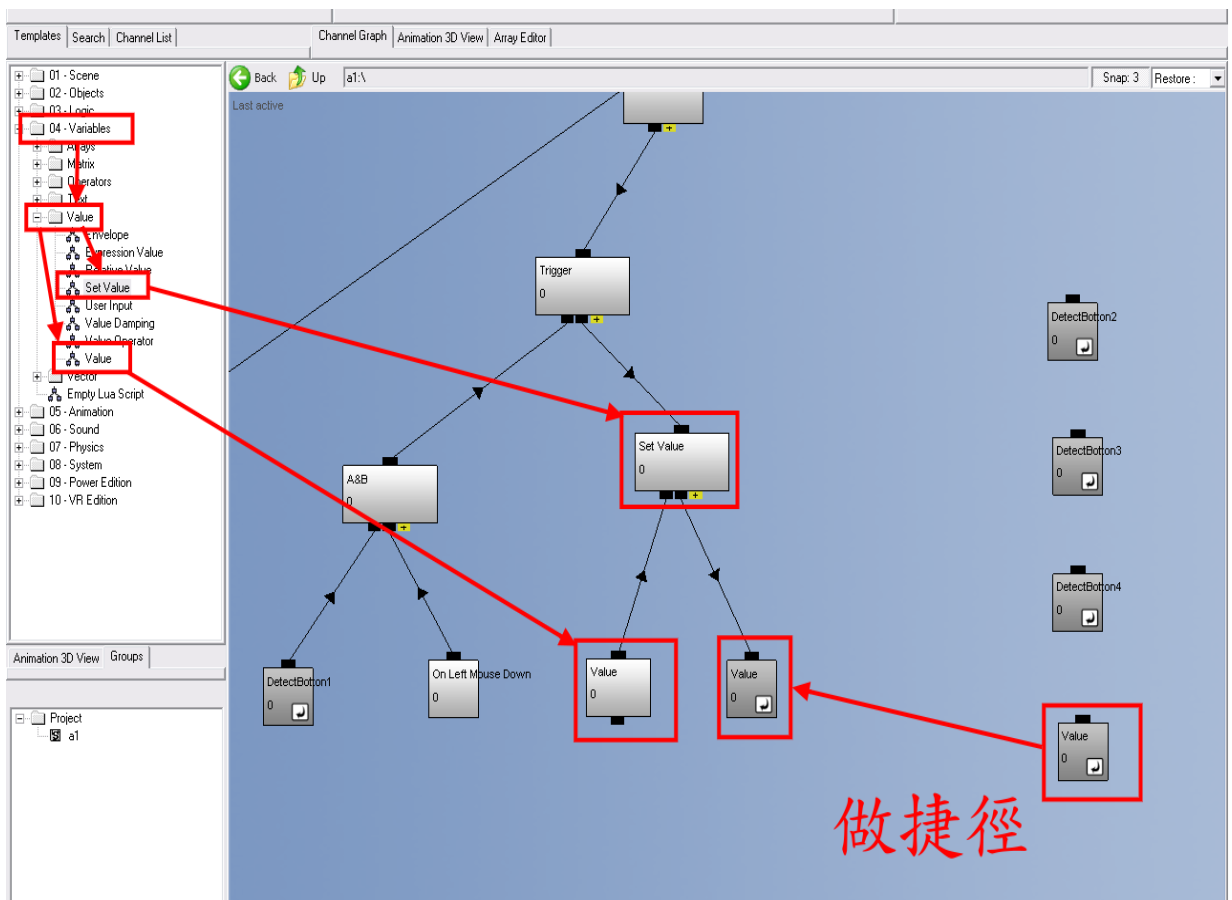 Templates Search Channel List
Channel Graph Animation 3D View Array Editor
01 - Scene
02 - Objects
03 - Logic
04 - Variables
Arrays
Matrix
Operators
Text
Value
Envelope
Expression Value
Relative Value
Set Value
User Input
Value Damping
Value Operator
Value
Vector
Empty Lua Script
05 - Animation
06 - Sound
07 - Physics
08 - System
09 - Power Edition
10 - VR Edition
Back Up a1:\ Snap: 3 Restore :
Last active
Trigger
0
DetectBotton2
0
Set Value
0
DetectBotton3
0
A&B
0
DetectBotton4
0
DetectBotton1
0
On Left Mouse Down
0
Value
0
Value
0
Value
0
做捷徑
Animation 3D View Groups
Project
a1